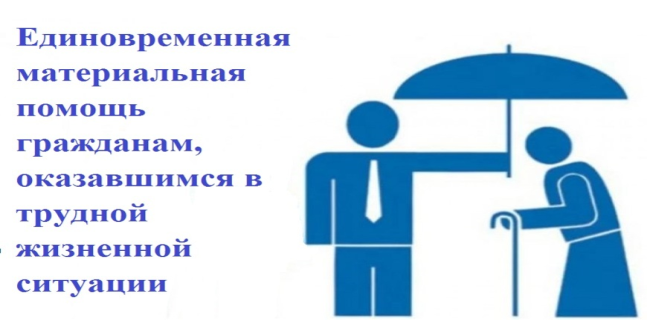 Единовременная
материальная
помощь
гражданам,
оказавшимся в
трудной
жизненной
ситуации